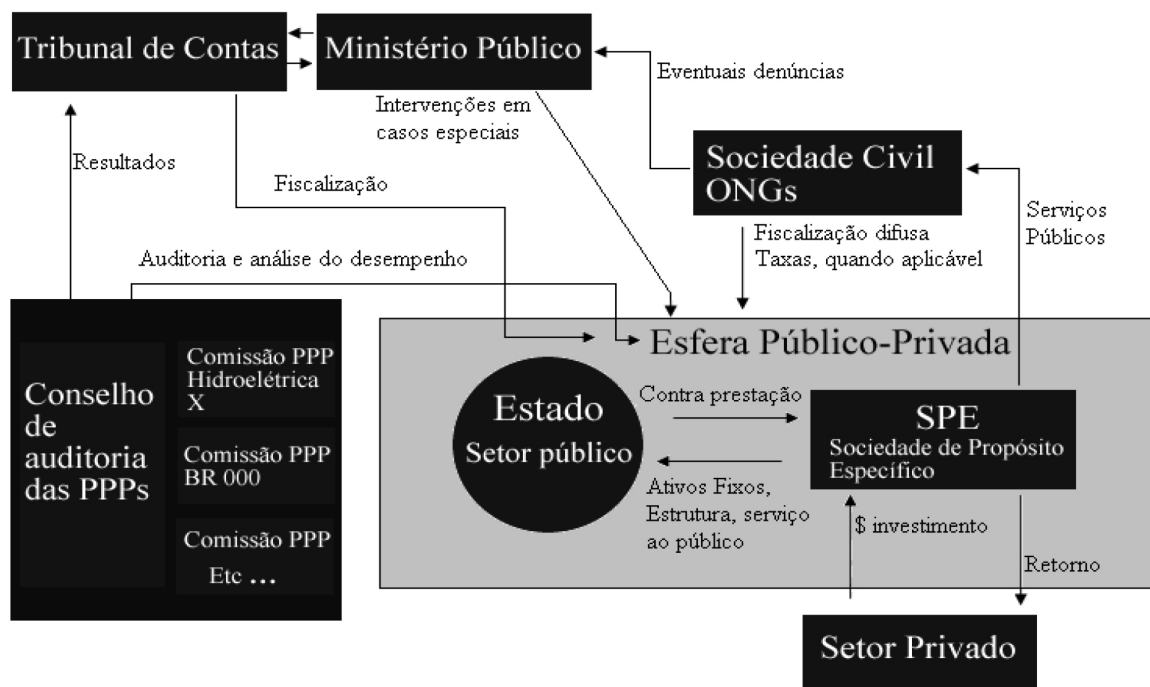 Tribunal de Contas
Ministério Público
Eventuais denúncias
Intervenções em
casos especiais
Resultados
Sociedade Civil
ONGs
Fiscalização
Serviços
Públicos
Fiscalização difusa
Taxas, quando aplicável
Auditoria e análise do desempenho
Esfera Público-Privada
Conselho
de
auditoria
das PPPs
Comissão PPP
Hidroelétrica
X
Comissão PPP
BR 000
Comissão PPP
Etc ...
Estado
Setor público
Contra prestação
SPE
Sociedade de Propósito
Específico
Ativos Fixos,
Estrutura, serviço
ao público
$ investimento
Retorno
Setor Privado